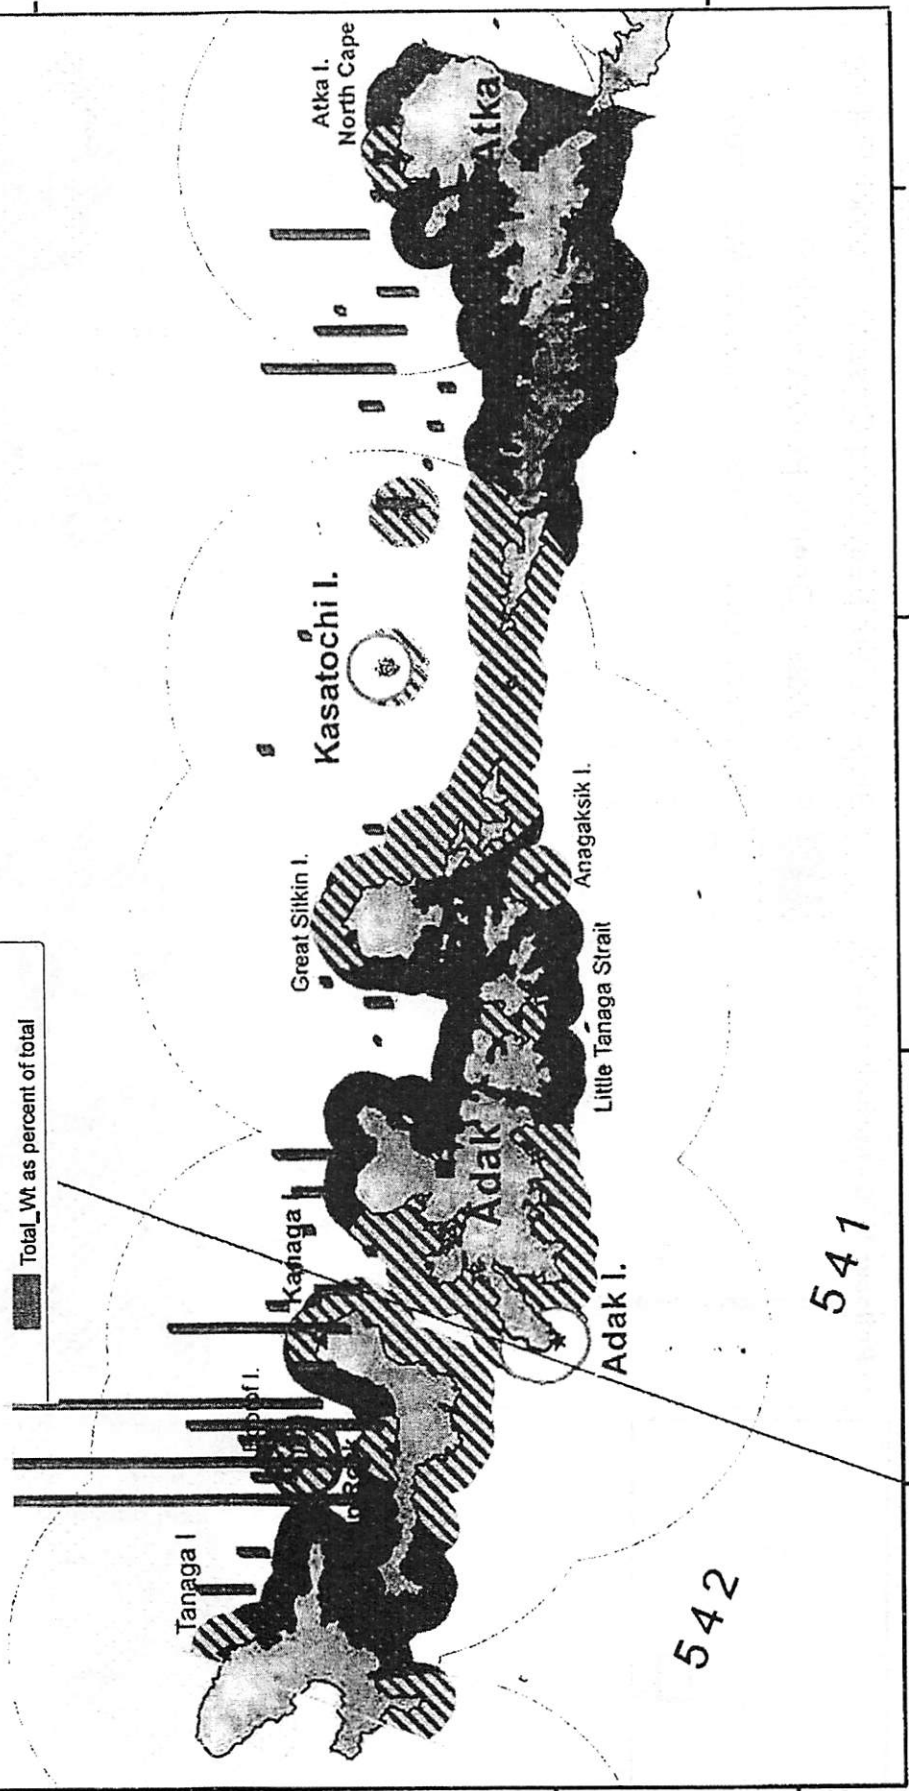 Total_Wt as percent of total
Atka I.
North Cape
Atka
Kasatochi I.
Great Sitkin I.
Anagaksik I.
Little Tanaga Strait
Adak
Kanaga I
Adak I.
Tanaga I
541
542